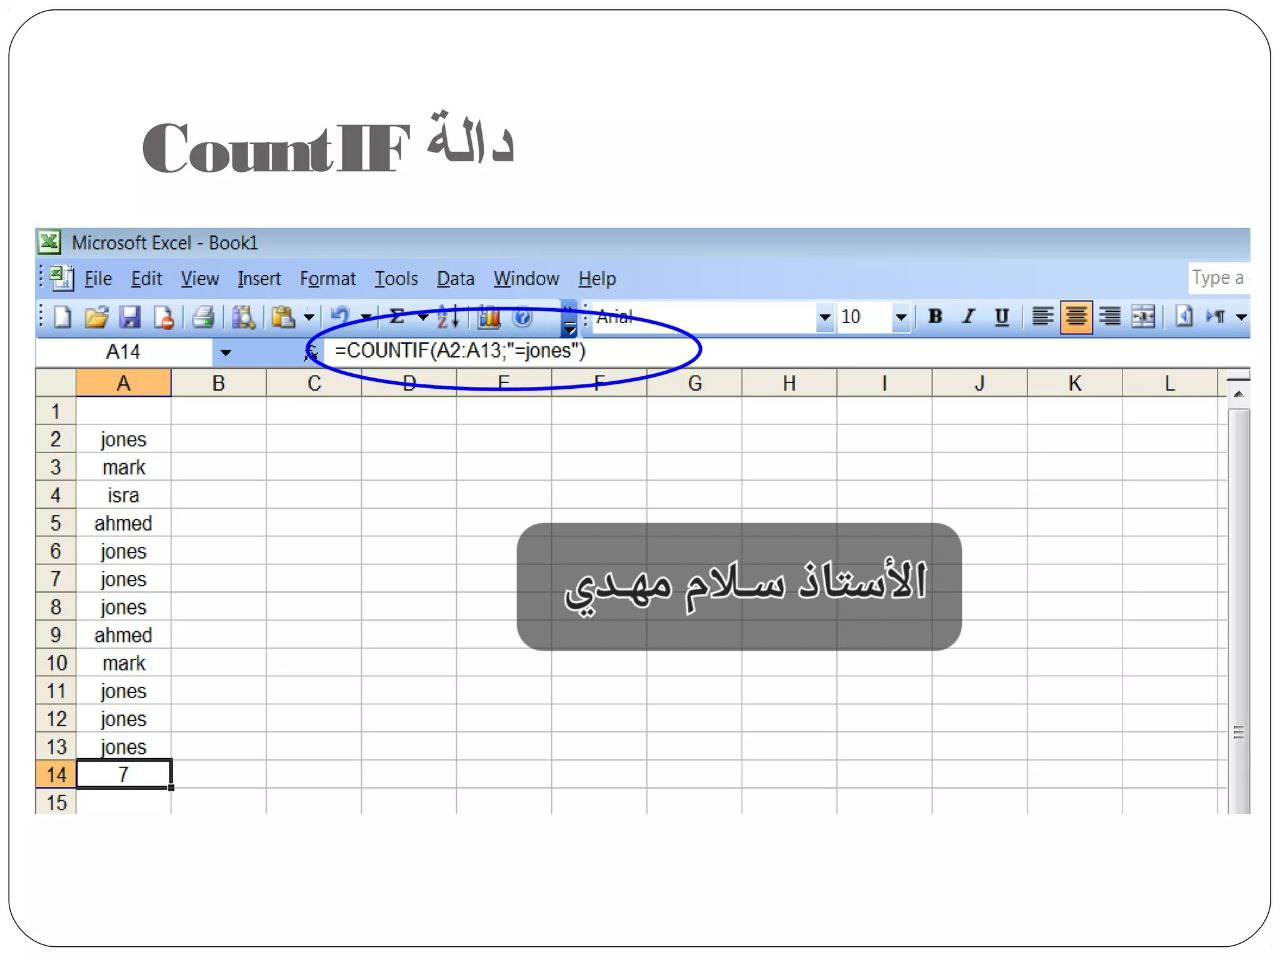 دالة CountIF
Microsoft Excel - Book1
File Edit View Insert Format Tools Data Window Help Type a
Arial 10 B I U
A14 =COUNTIF(A2:A13;"=jones")
A B C D E F G H I J K L
1
2 jones
3 mark
4 isra
5 ahmed
6 jones
7 jones
8 jones
9 ahmed
10 mark
11 jones
12 jones
13 jones
14 7
15
الأستاذ سلام مهدي